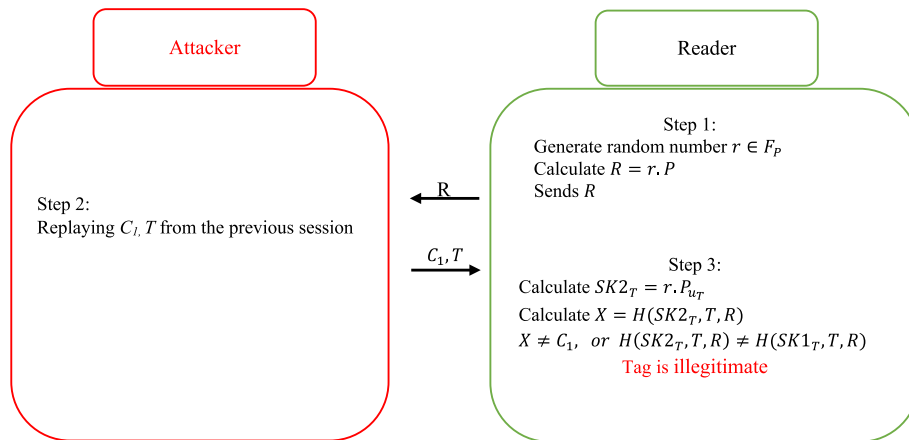 Attacker
Reader
Step 1:
Generate random number r ∈ F_P
Calculate R = r. P
Sends R
R
Step 2:
Replaying C_1, T from the previous session
C_1, T
Step 3:
Calculate SK2_T = r. P_{u_T}
Calculate X = H(SK2_T, T, R)
X ≠ C_1, or H(SK2_T, T, R) ≠ H(SK1_T, T, R)
Tag is illegitimate